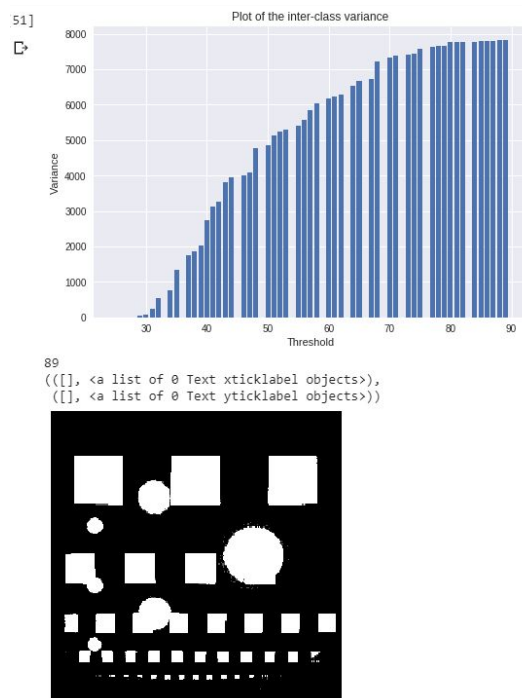 51]
Plot of the inter-class variance
8000
7000
6000
5000
4000
3000
2000
1000
0
Variance
30 40 50 60 70 80 90
Threshold
89
(([], <a list of 0 Text xticklabel objects>),
([], <a list of 0 Text yticklabel objects>))